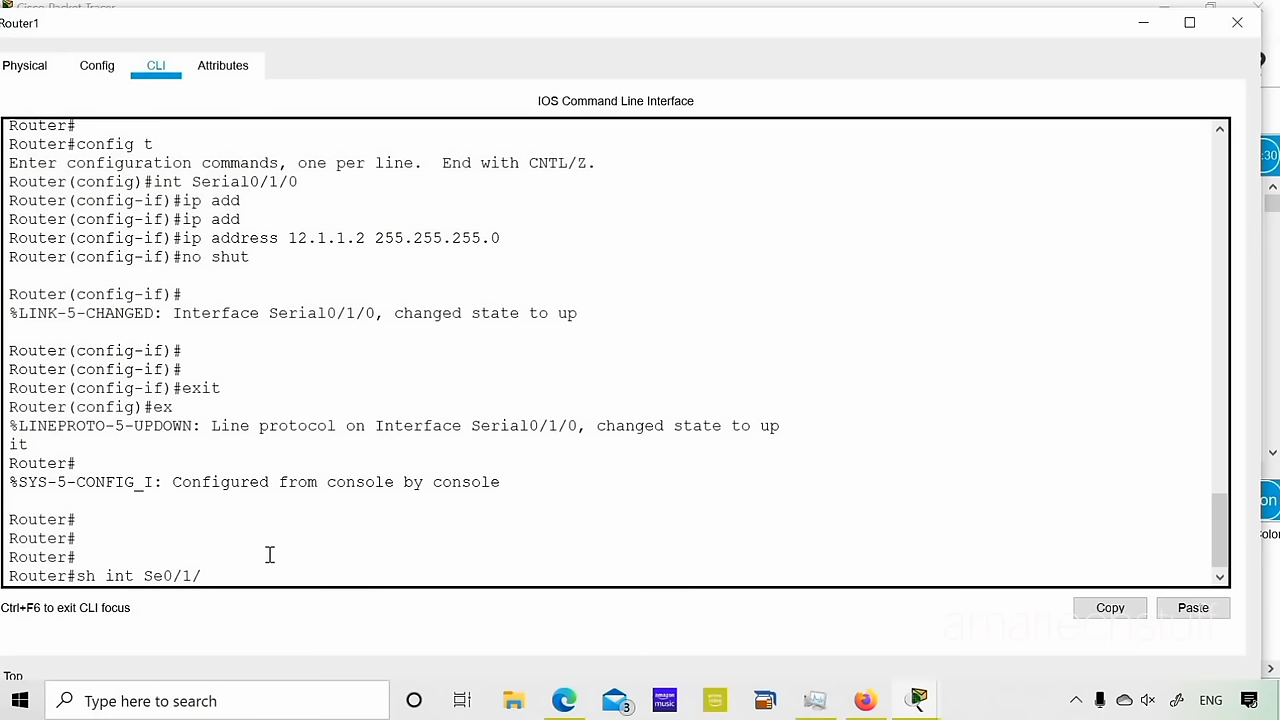 Cisco Packet Tracer
Router1
Physical
Config
CLI
Attributes
IOS Command Line Interface
Router#
Router#config t
Enter configuration commands, one per line.  End with CNTL/Z.
Router(config)#int Serial0/1/0
Router(config-if)#ip add
Router(config-if)#ip add
Router(config-if)#ip address 12.1.1.2 255.255.255.0
Router(config-if)#no shut
Router(config-if)#
%LINK-5-CHANGED: Interface Serial0/1/0, changed state to up
Router(config-if)#
Router(config-if)#
Router(config-if)#exit
Router(config)#ex
%LINEPROTO-5-UPDOWN: Line protocol on Interface Serial0/1/0, changed state to up
it
Router#
%SYS-5-CONFIG_I: Configured from console by console
Router#
Router#
Router#
Router#sh int Se0/1/
:30
on
Ctrl+F6 to exit CLI focus
Copy
Paste
amartechstuff
Top
Type here to search
3
amazon music
ENG